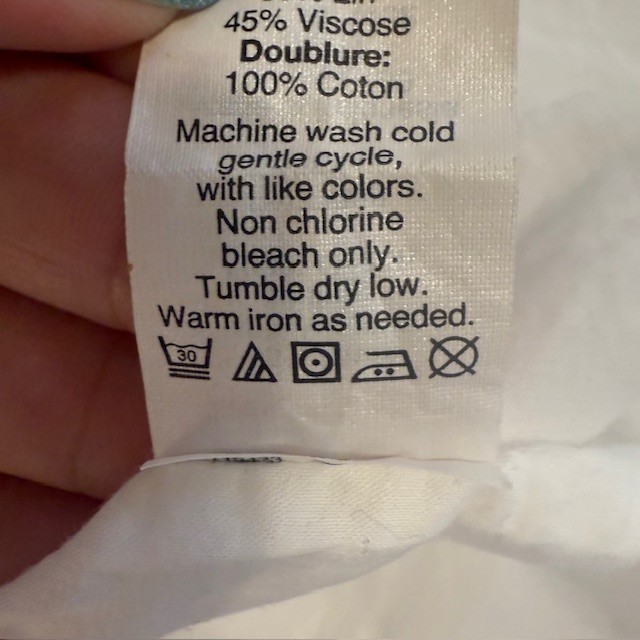 45% Viscose
Doublure:
100% Coton
Machine wash cold
gentle cycle,
with like colors.
Non chlorine
bleach only.
Tumble dry low.
Warm iron as needed.
30